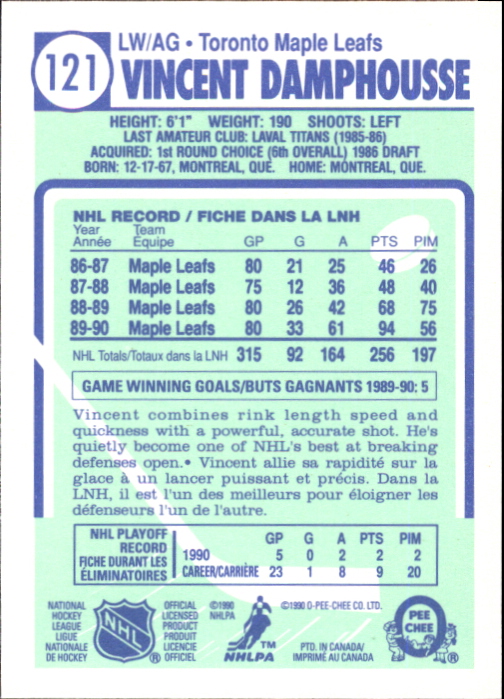 121
LW/AG • Toronto Maple Leafs
VINCENT DAMPHOUSSE
HEIGHT: 6'1" WEIGHT: 190 SHOOTS: LEFT
LAST AMATEUR CLUB: LAVAL TITANS (1985-86)
ACQUIRED: 1st ROUND CHOICE (6th OVERALL) 1986 DRAFT
BORN: 12-17-67, MONTREAL, QUE. HOME: MONTREAL, QUE.
NHL RECORD / FICHE DANS LA LNH
Year Team
Année Équipe GP G A PTS PIM
86-87 Maple Leafs 80 21 25 46 26
87-88 Maple Leafs 75 12 36 48 40
88-89 Maple Leafs 80 26 42 68 75
89-90 Maple Leafs 80 33 61 94 56
NHL Totals/Totaux dans la LNH 315 92 164 256 197
GAME WINNING GOALS/BUTS GAGNANTS 1989-90: 5
Vincent combines rink length speed and
quickness with a powerful, accurate shot. He's
quietly become one of NHL's best at breaking
defenses open.• Vincent allie sa rapidité sur la
glace à un lancer puissant et précis. Dans la
LNH, il est l'un des meilleurs pour éloigner les
défenseurs l'un de l'autre.
NHL PLAYOFF
RECORD
FICHE DURANT LES
ÉLIMINATOIRES
GP G A PTS PIM
1990 5 0 2 2 2
CAREER/CARRIÈRE 23 1 8 9 20
NATIONAL
HOCKEY
LEAGUE
LIGUE
NATIONALE
DE HOCKEY
NHL
®
OFFICIAL
LICENSED
PRODUCT
PRODUIT
LICENCIE
OFFICIEL
©1990
NHLPA
TM
NHLPA
©1990 O-PEE-CHEE CO. LTD.
PTD. IN CANADA/
IMPRIMÉ AU CANADA
O
PEE
CHEE
®